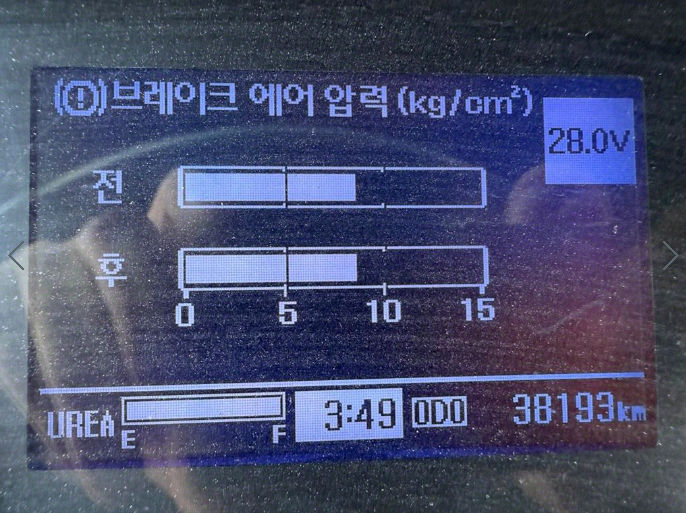 (!) 브레이크 에어 압력 (kg/cm²)
28.0V
전
후
0 5 10 15
UREA E F 3:49 ODO 38193km